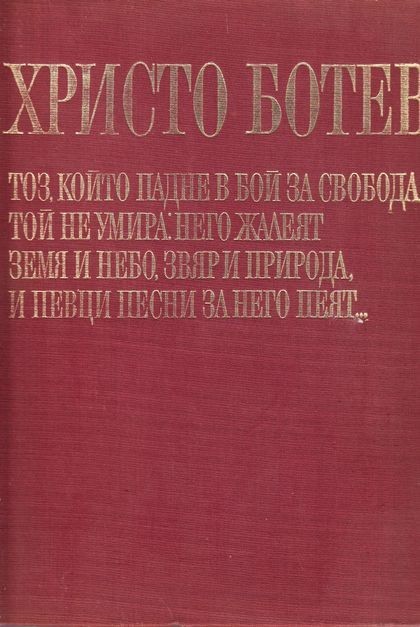 ХРИСТО БОТЕВ
ТОЗ, КОЙТО ПАДНЕ В БОЙ ЗА СВОБОДА
ТОЙ НЕ УМИРА: НЕГО ЖАЛЕЯТ
ЗЕМЯ И НЕБО, ЗВЯР И ПРИРОДА,
И ПЕВЦИ ПЕСНИ ЗА НЕГО ПЕЯТ...